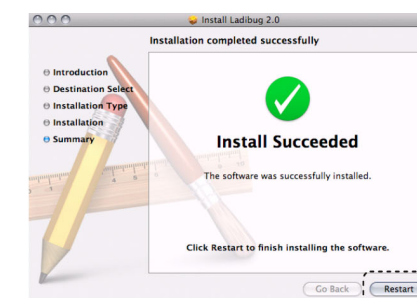 Install Ladibug 2.0
Installation completed successfully
Introduction
Destination Select
Installation Type
Installation
Summary
Install Succeeded
The software was successfully installed.
Click Restart to finish installing the software.
Go Back
Restart